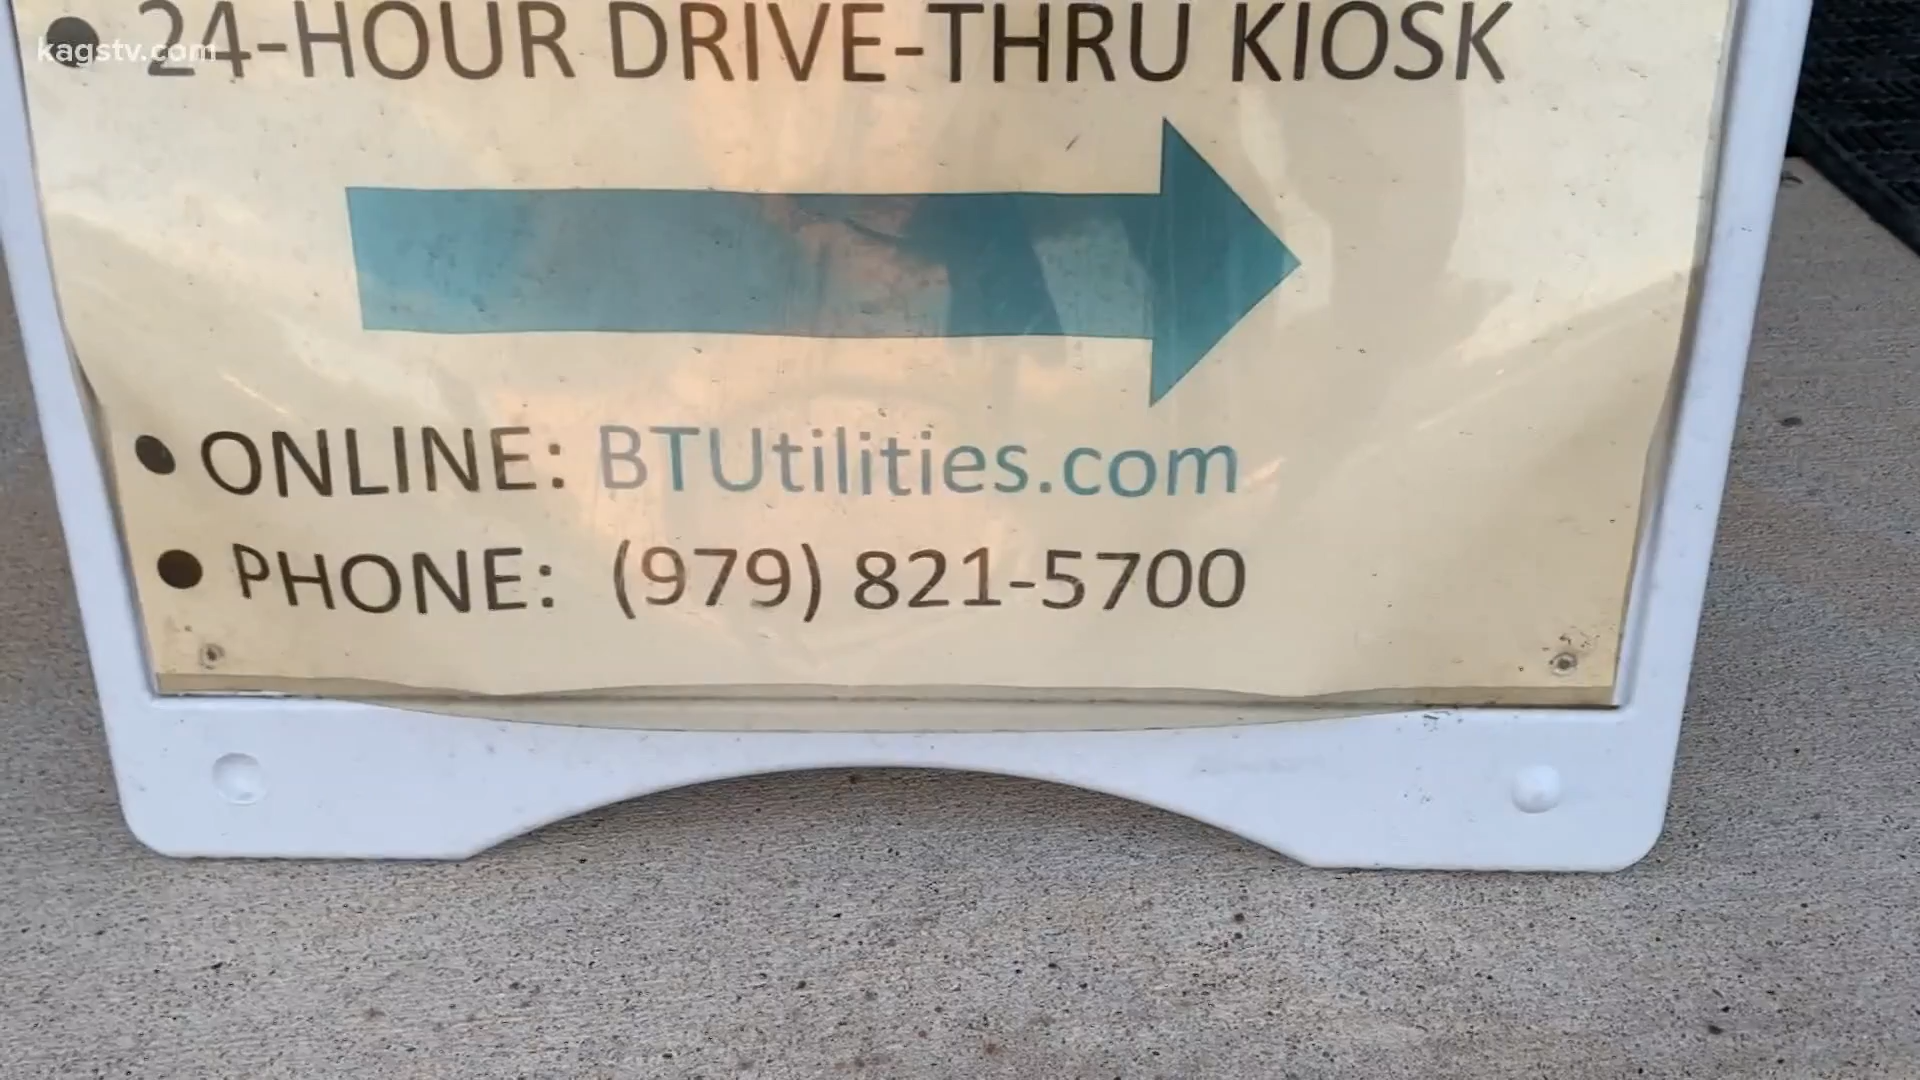 • 24-HOUR DRIVE-THRU KIOSK
kagstv.com
• ONLINE: BTUtilities.com
• PHONE: (979) 821-5700